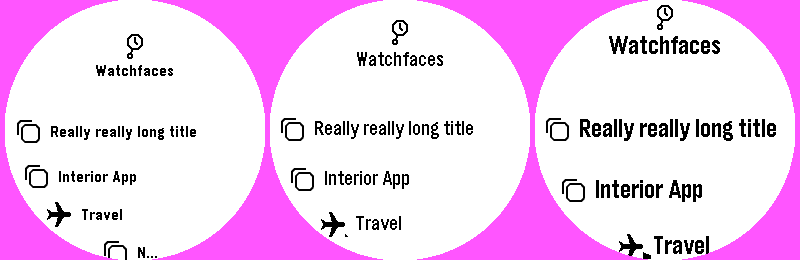 Watchfaces
Really really long title
Interior App
Travel
N...
Watchfaces
Really really long title
Interior App
Travel
Watchfaces
Really really long title
Interior App
Travel